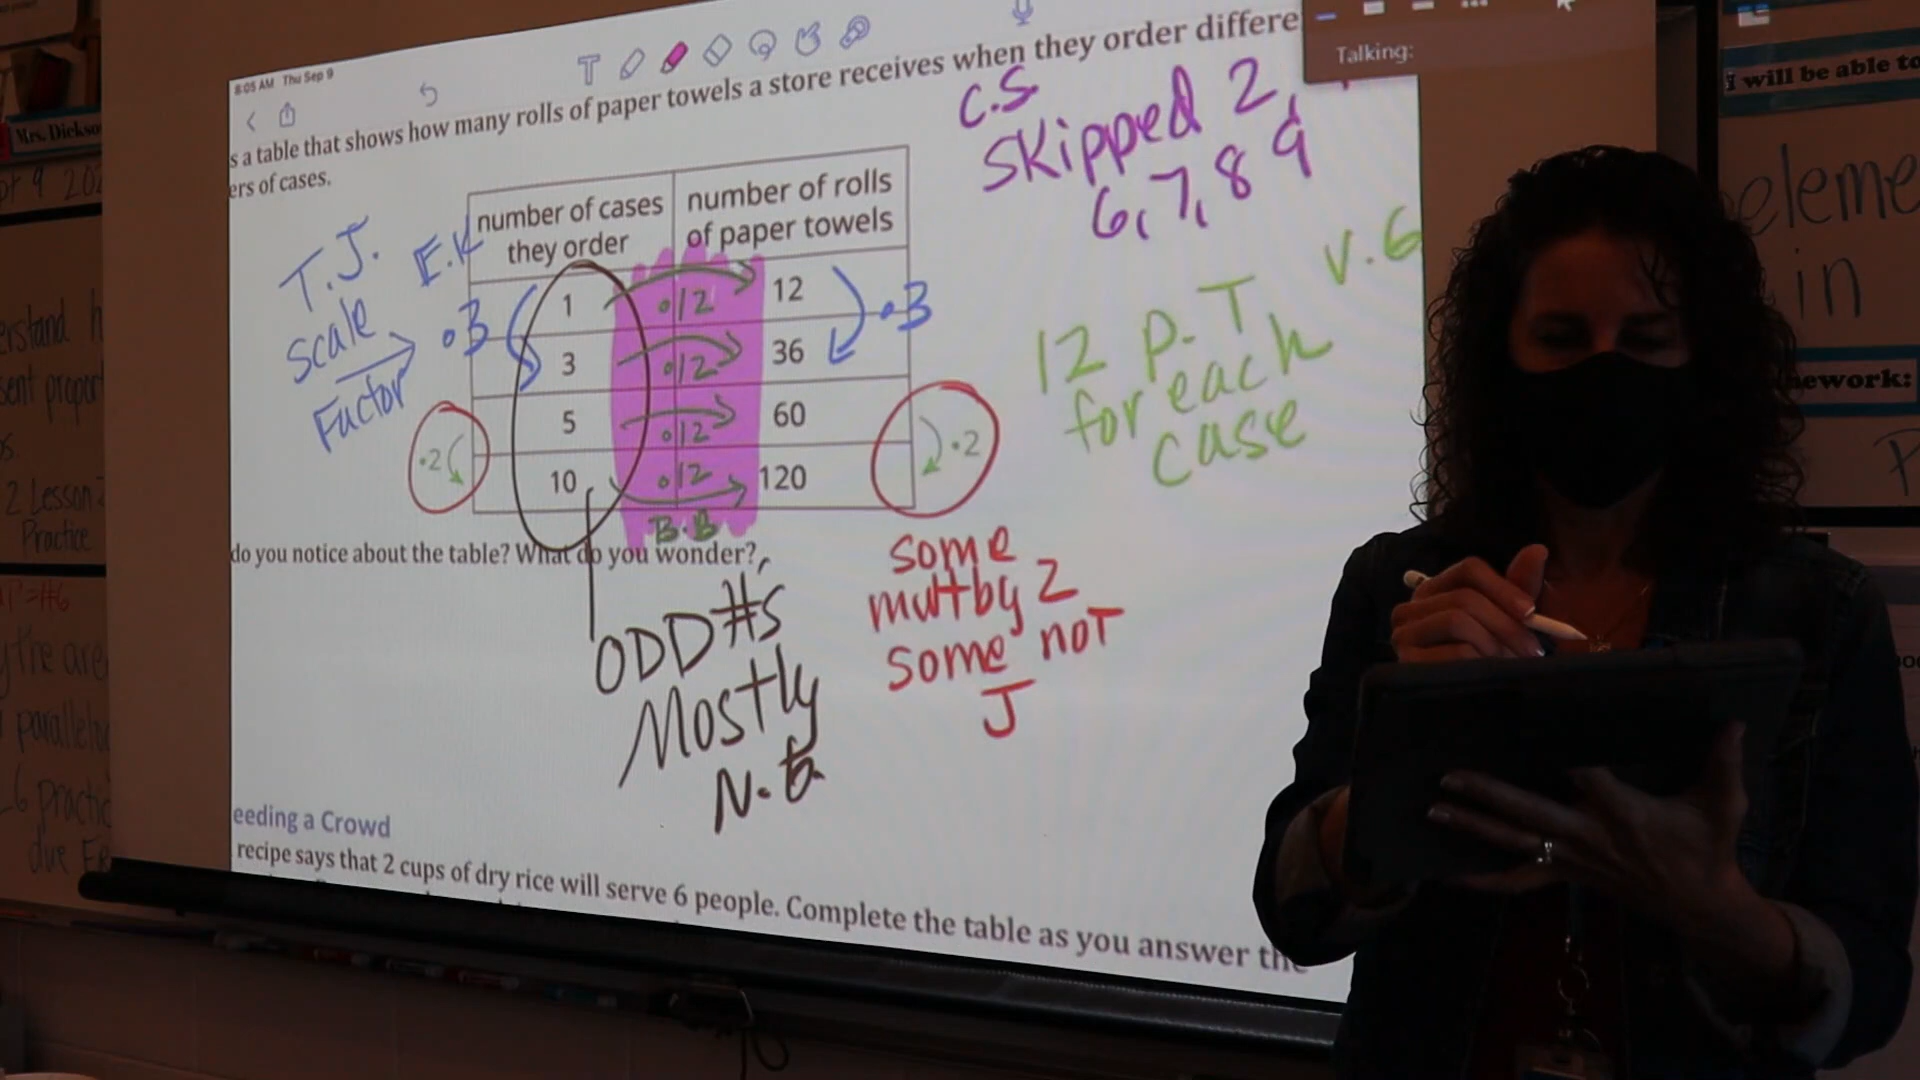 8:05 AM Thu Sep 9
Talking:
s a table that shows how many rolls of paper towels a store receives when they order differe
ers of cases.
number of cases they order
number of rolls of paper towels
1
12
3
36
5
60
10
120
·12
·12
·12
·12
B.B
T.J.
Scale
Factor
E.K
·3
·3
·2
·2
C.S
Skipped 2,
6, 7, 8 9
V.G
12 P.T
for each
case
do you notice about the table? What do you wonder?
ODD #s
Mostly
some
mult by 2
some not
J
eeding a Crowd
recipe says that 2 cups of dry rice will serve 6 people. Complete the table as you answer the
I will be able to
eleme
in
ework:
P
Mrs. Dickso
erstand h
sent propor
2 Lesson
Practice
the are
parallelo
6 practic
due